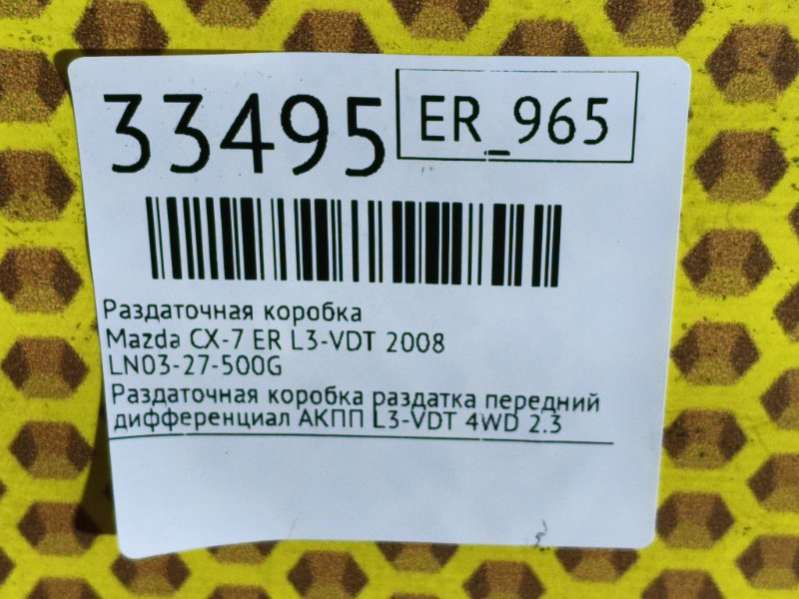 33495
ER_965
Раздаточная коробка
Mazda CX-7 ER L3-VDT 2008
LN03-27-500G
Раздаточная коробка раздатка передний
дифференциал АКПП L3-VDT 4WD 2.3